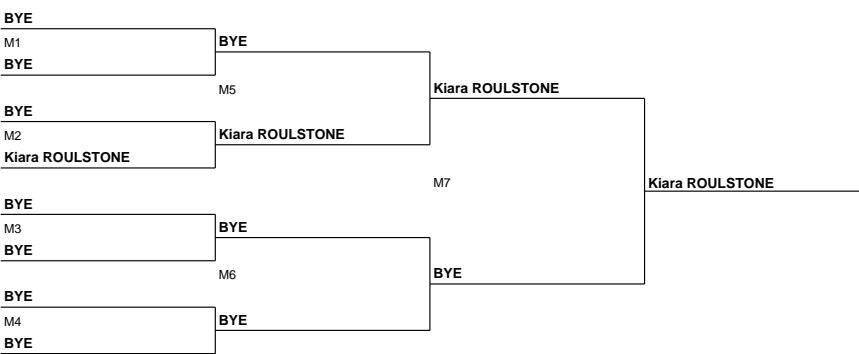 BYE
M1
BYE
BYE
M5
BYE
M2
Kiara ROULSTONE
Kiara ROULSTONE
Kiara ROULSTONE
M7
Kiara ROULSTONE
BYE
M3
BYE
BYE
M6
BYE
BYE
M4
BYE
BYE